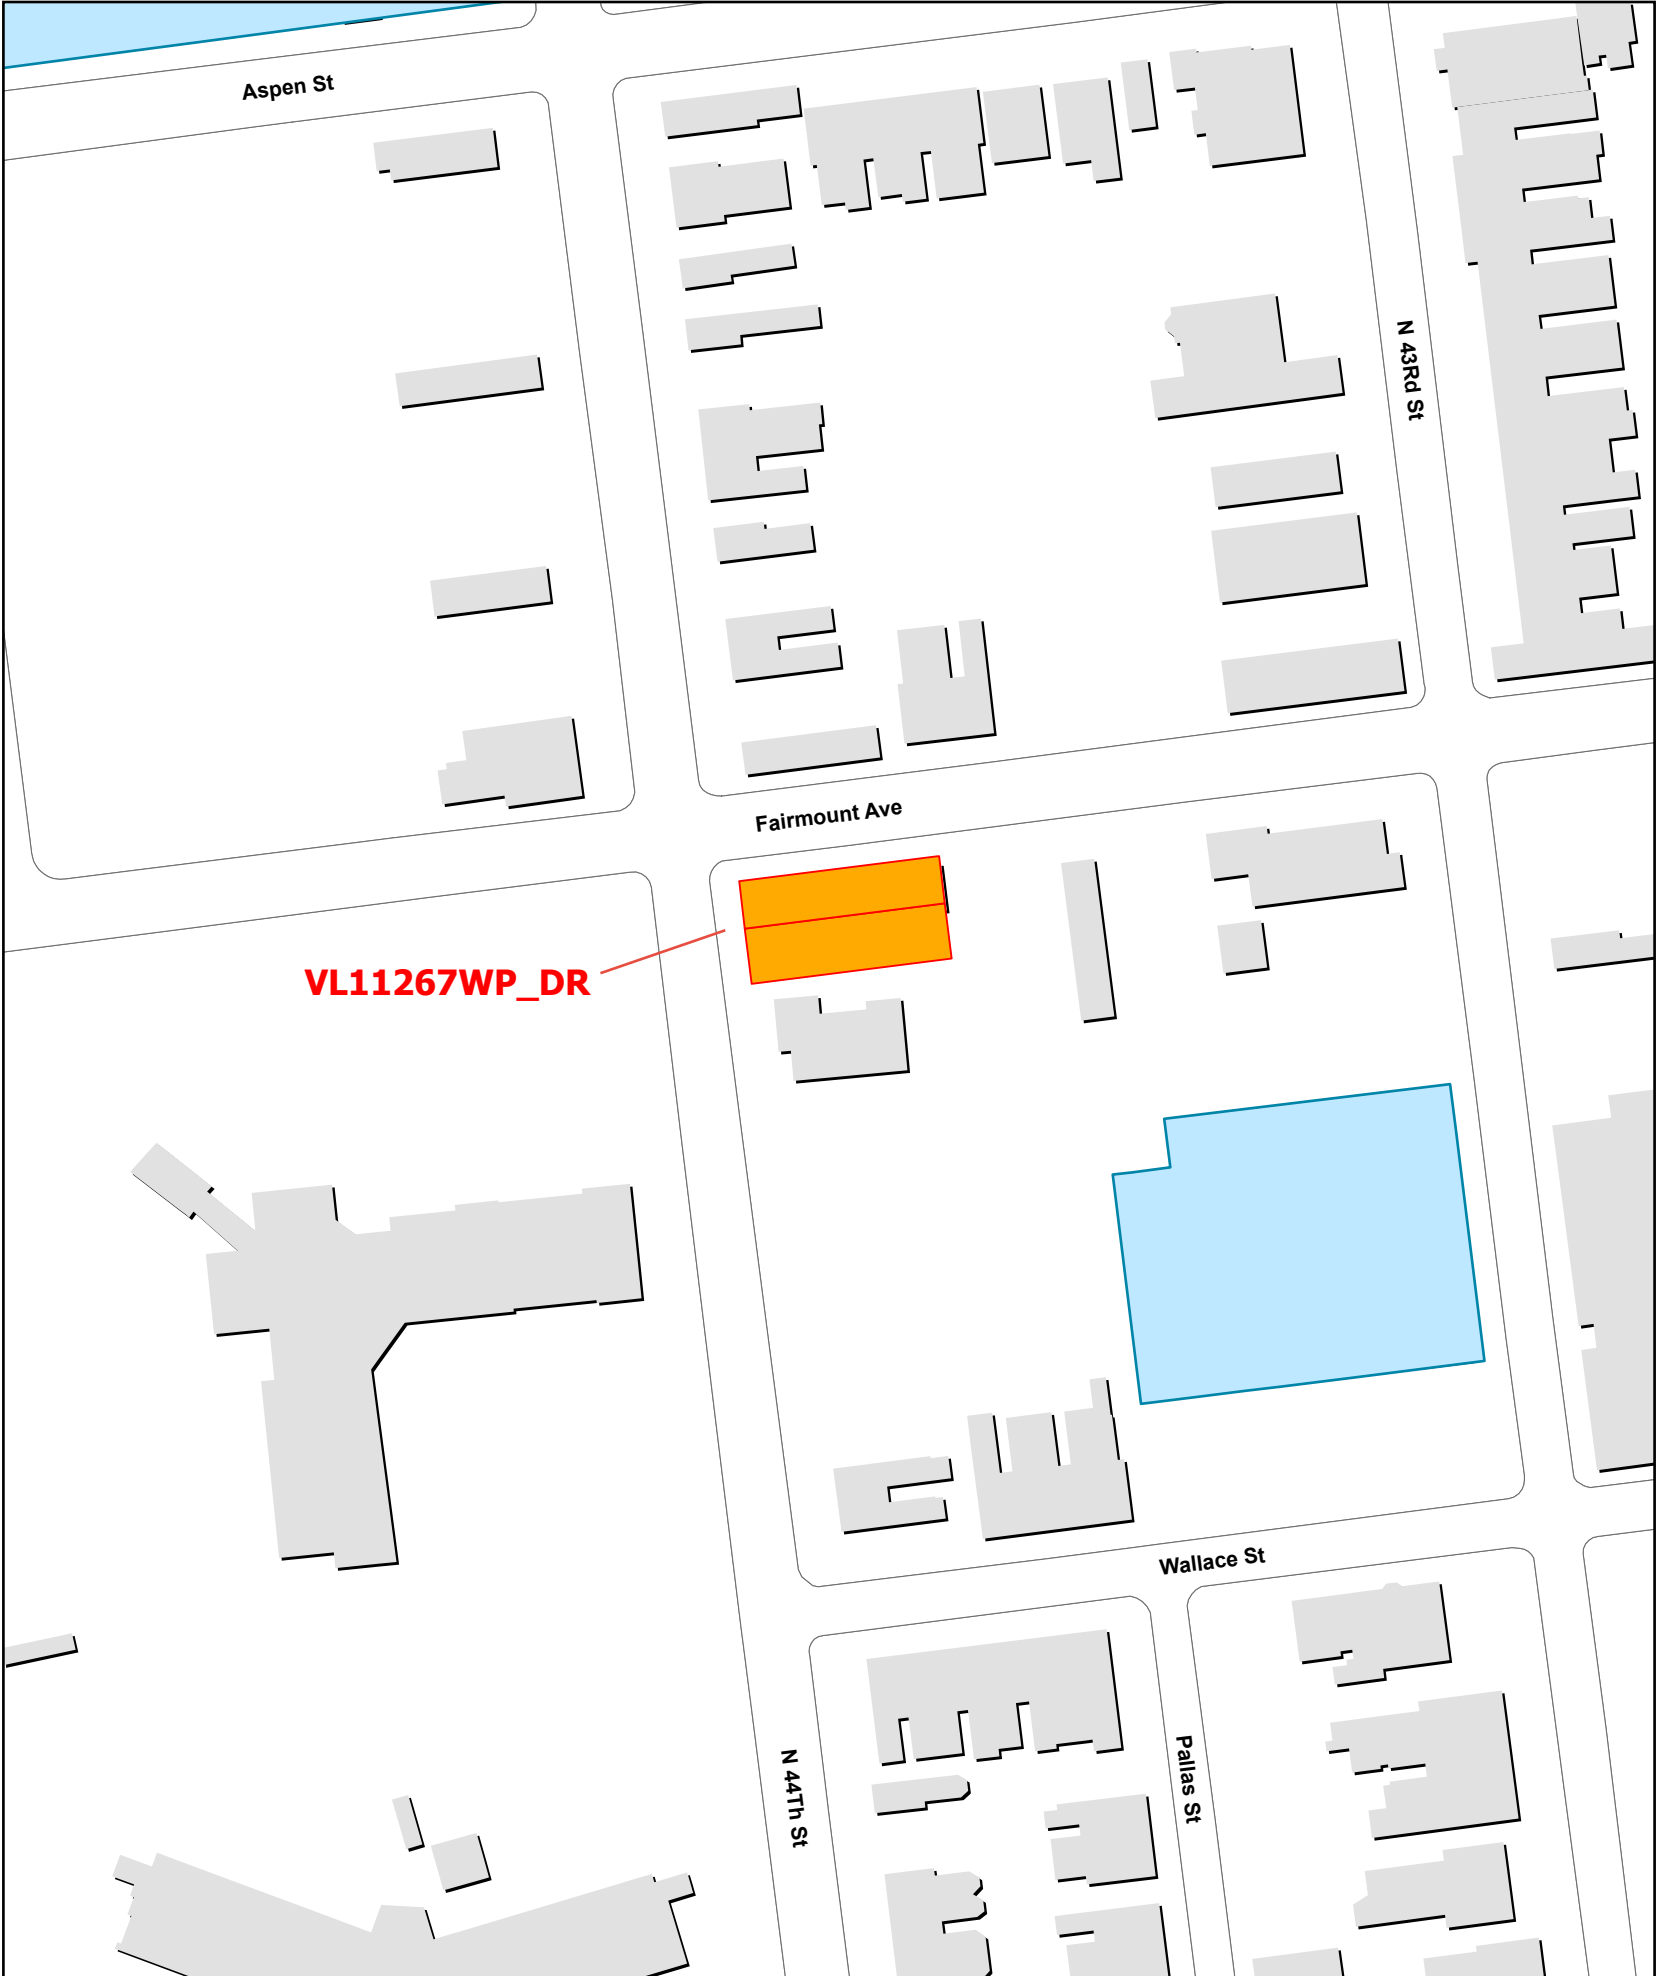 Aspen St
N 43Rd St
Fairmount Ave
VL11267WP_DR
Wallace St
N 44Th St
Pallas St